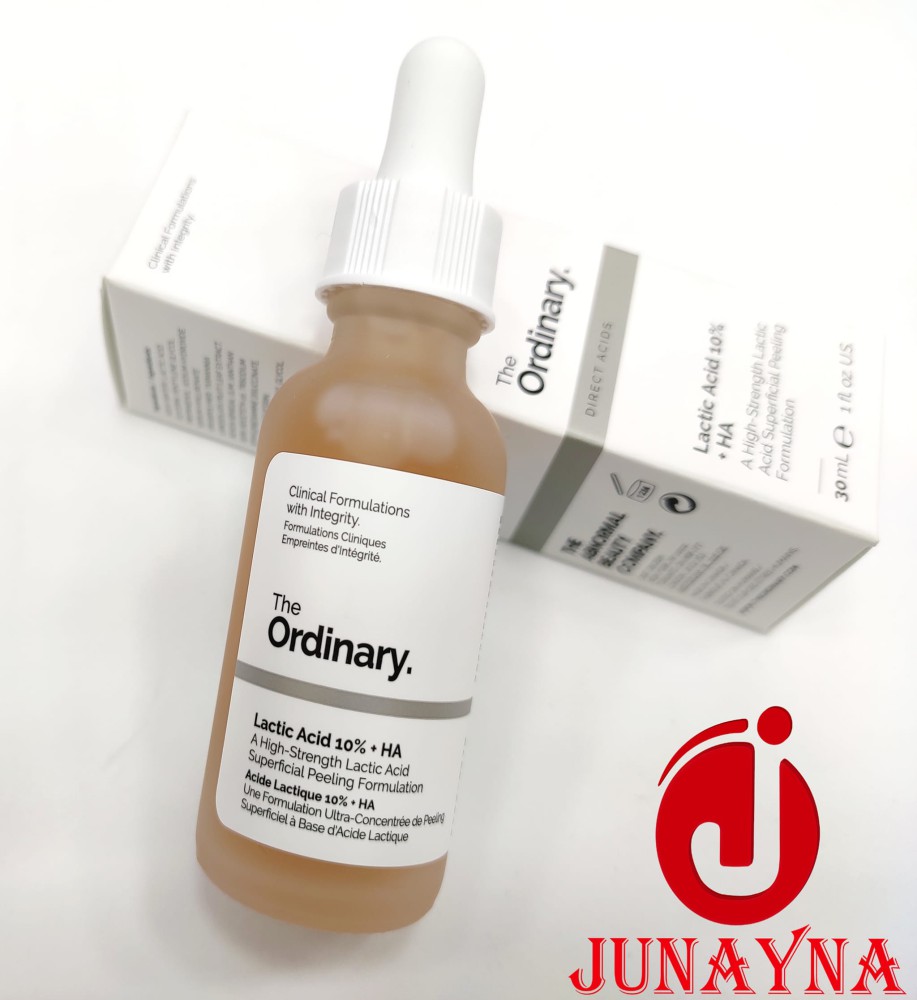 Clinical Formulations
with Integrity.
The
Ordinary.
DIRECT ACIDS
Lactic Acid 10%
+ HA
A High-Strength Lactic
Acid Superficial Peeling
Formulation
30mL e 1 fl. oz US.
THE
ABNORMAL
BEAUTY
COMPANY.
Clinical Formulations
with Integrity.
Formulations Cliniques
Empreintes d'Intégrité.
The
Ordinary.
Lactic Acid 10% + HA
A High-Strength Lactic Acid
Superficial Peeling Formulation
Acide Lactique 10% + HA
Une Formulation Ultra-Concentrée de Peeling
Superficiel à Base d'Acide Lactique
JUNAYNA